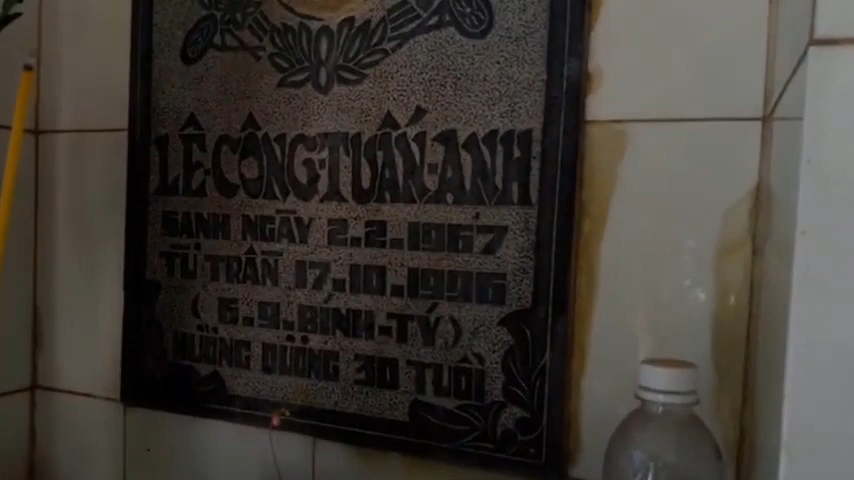 LÊ-CÔNG-TUẤN-ANH
SANH NGÀY 2.2.1967
TỪ TRẦN 17.10.1996
( 6.9.BÍNH-TÝ)
HƯỞNG DƯƠNG 30 TUỔI